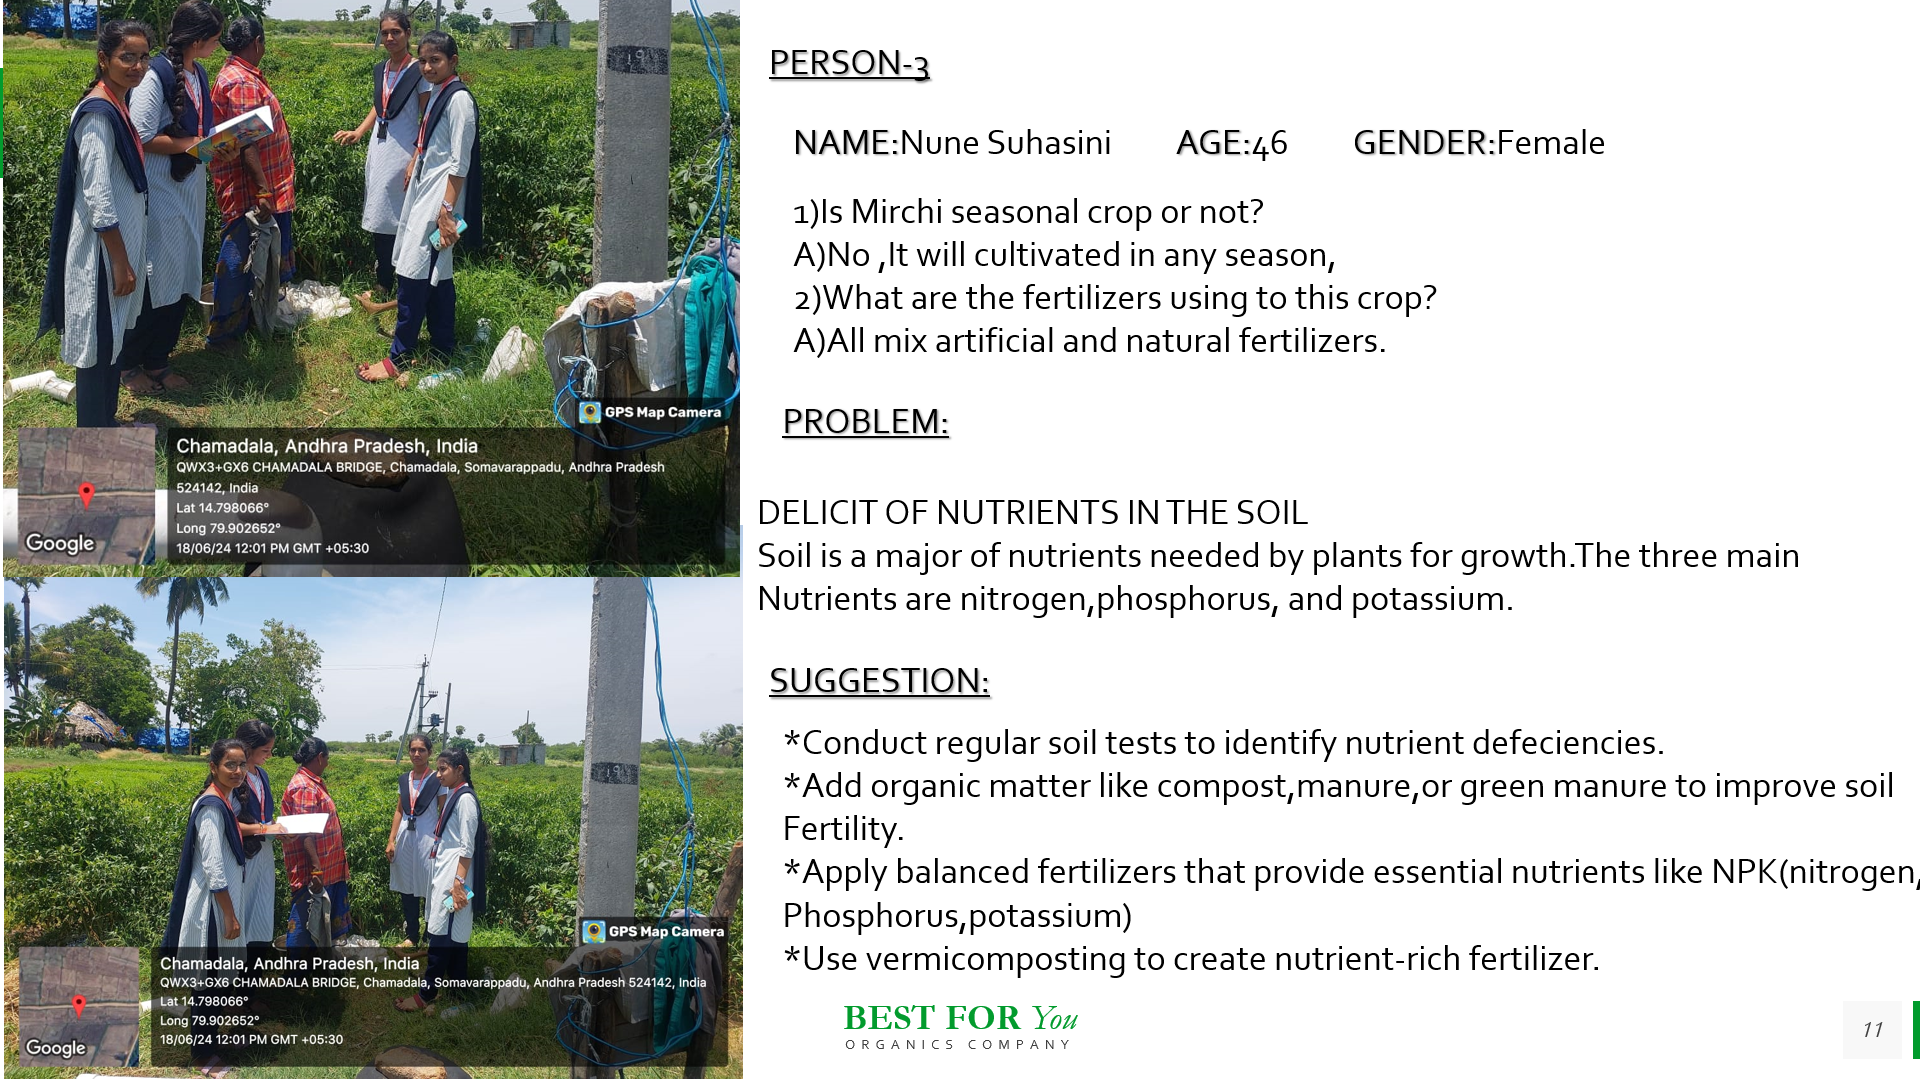 19
GPS Map Camera
Chamadala, Andhra Pradesh, India
QWX3+GX6 CHAMADALA BRIDGE, Chamadala, Somavarappadu, Andhra Pradesh
524142, India
Lat 14.798066°
Long 79.902652°
18/06/24 12:01 PM GMT +05:30
Google
19
GPS Map Camera
Chamadala, Andhra Pradesh, India
QWX3+GX6 CHAMADALA BRIDGE, Chamadala, Somavarappadu, Andhra Pradesh 524142, India
Lat 14.798066°
Long 79.902652°
18/06/24 12:01 PM GMT +05:30
Google
PERSON-3
NAME:Nune Suhasini AGE:46 GENDER:Female
1)Is Mirchi seasonal crop or not?
A)No ,It will cultivated in any season,
2)What are the fertilizers using to this crop?
A)All mix artificial and natural fertilizers.
PROBLEM:
DELICIT OF NUTRIENTS IN THE SOIL
Soil is a major of nutrients needed by plants for growth.The three main
Nutrients are nitrogen,phosphorus, and potassium.
SUGGESTION:
*Conduct regular soil tests to identify nutrient defeciencies.
*Add organic matter like compost,manure,or green manure to improve soil
Fertility.
*Apply balanced fertilizers that provide essential nutrients like NPK(nitrogen,
Phosphorus,potassium)
*Use vermicomposting to create nutrient-rich fertilizer.
BEST FOR You
ORGANICS COMPANY
11